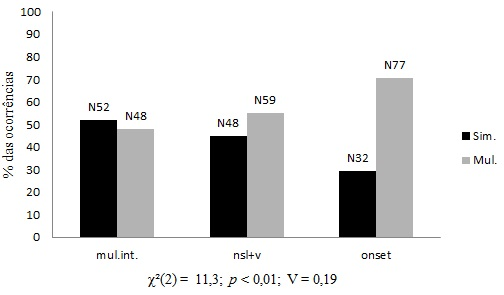 % das ocorrências
100
90
80
70
60
50
40
30
20
10
0
N52
N48
N48
N59
N32
N77
Sim.
Mul.
mul.int.
nsl+v
onset
χ²(2) = 11,3; p < 0,01; V = 0,19